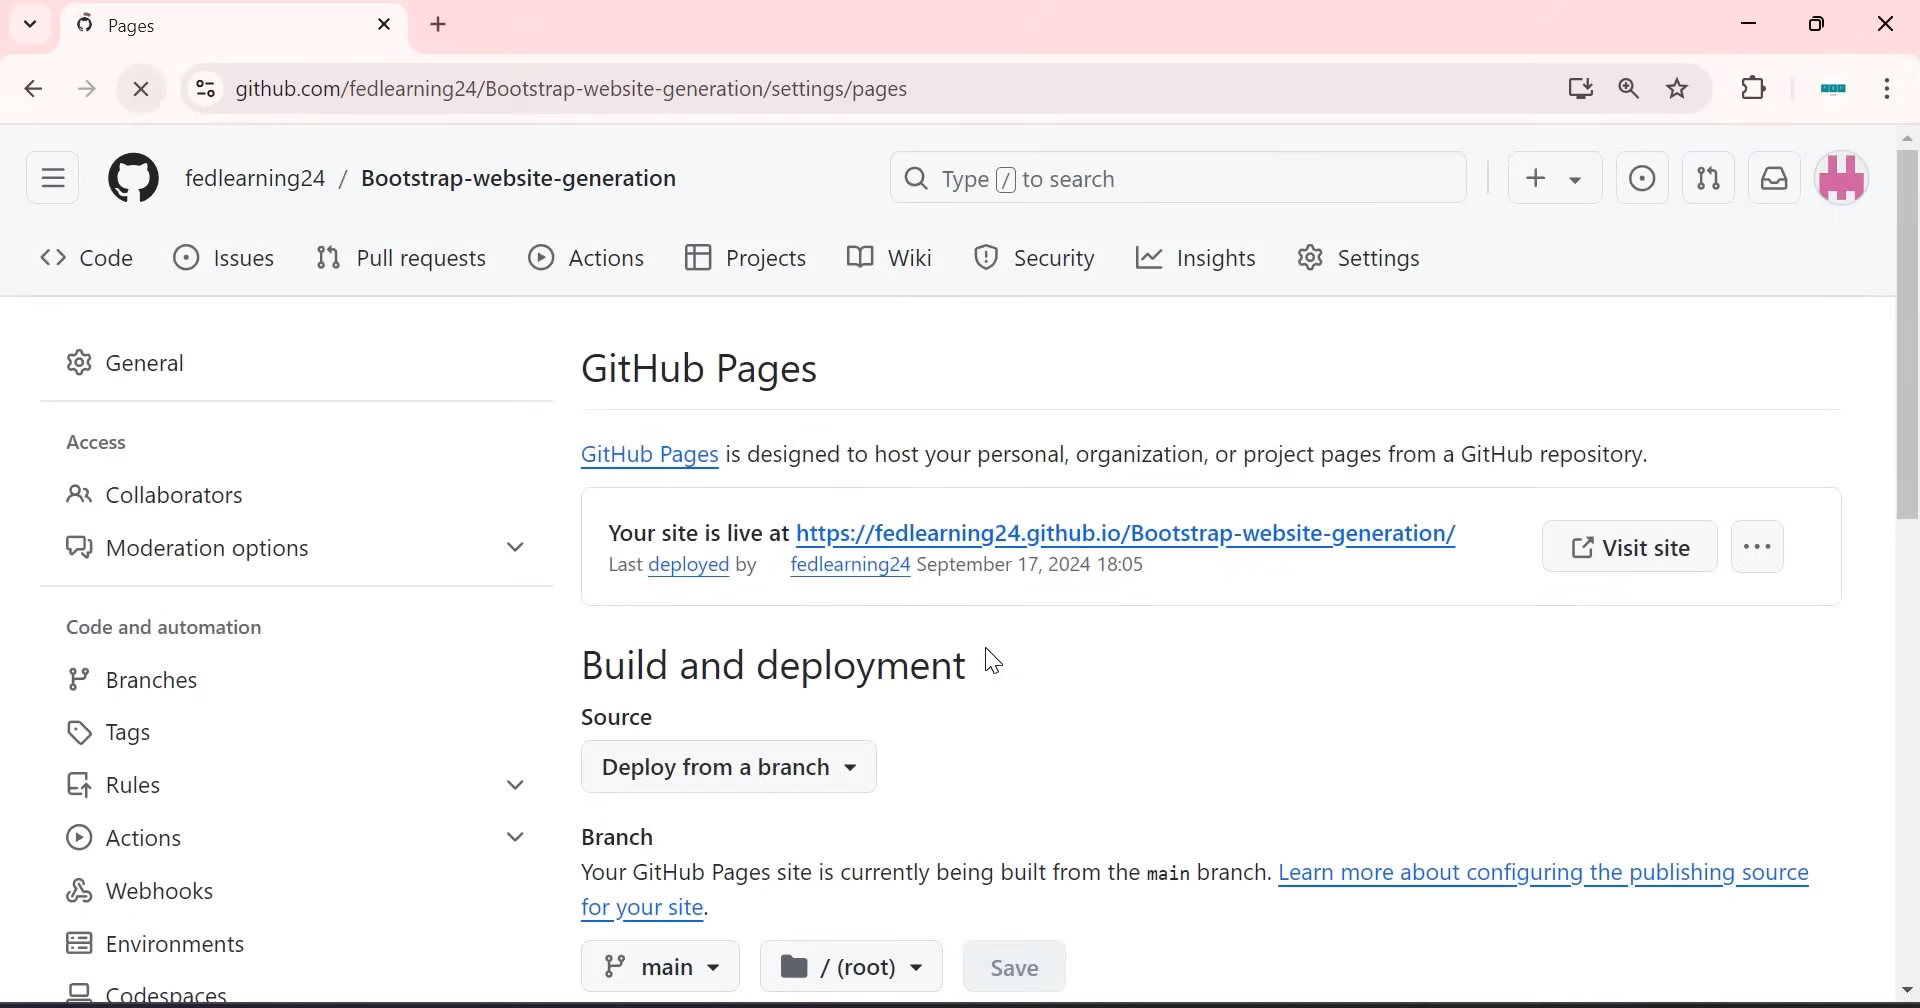 Pages
github.com/fedlearning24/Bootstrap-website-generation/settings/pages
fedlearning24 / Bootstrap-website-generation
Type / to search
Code
Issues
Pull requests
Actions
Projects
Wiki
Security
Insights
Settings
General
Access
Collaborators
Moderation options
Code and automation
Branches
Tags
Rules
Actions
Webhooks
Environments
Codespaces
GitHub Pages
GitHub Pages is designed to host your personal, organization, or project pages from a GitHub repository.
Your site is live at https://fedlearning24.github.io/Bootstrap-website-generation/
Last deployed by fedlearning24 September 17, 2024 18:05
Visit site
Build and deployment
Source
Deploy from a branch
Branch
Your GitHub Pages site is currently being built from the main branch. Learn more about configuring the publishing source
for your site.
main
/ (root)
Save